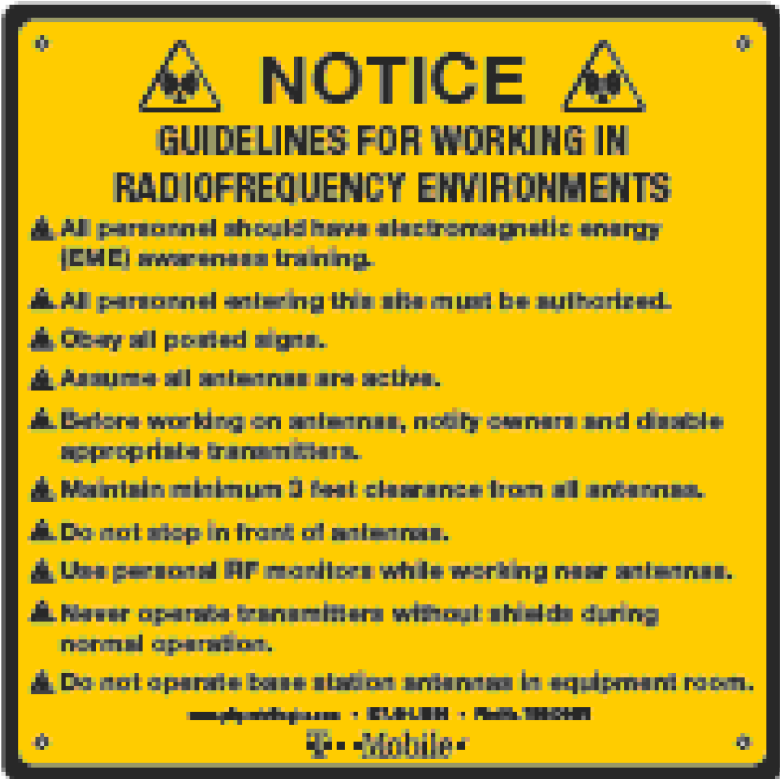 NOTICE
GUIDELINES FOR WORKING IN
RADIOFREQUENCY ENVIRONMENTS
All personnel should have electromagnetic energy
(EME) awareness training.
All personnel entering this site must be authorized.
Obey all posted signs.
Assume all antennas are active.
Before working on antennas, notify owners and disable
appropriate transmitters.
Maintain minimum 3 feet clearance from all antennas.
Do not stop in front of antennas.
Use personal RF monitors while working near antennas.
Never operate transmitters without shields during
normal operation.
Do not operate base station antennas in equipment room.
T · · Mobile ·